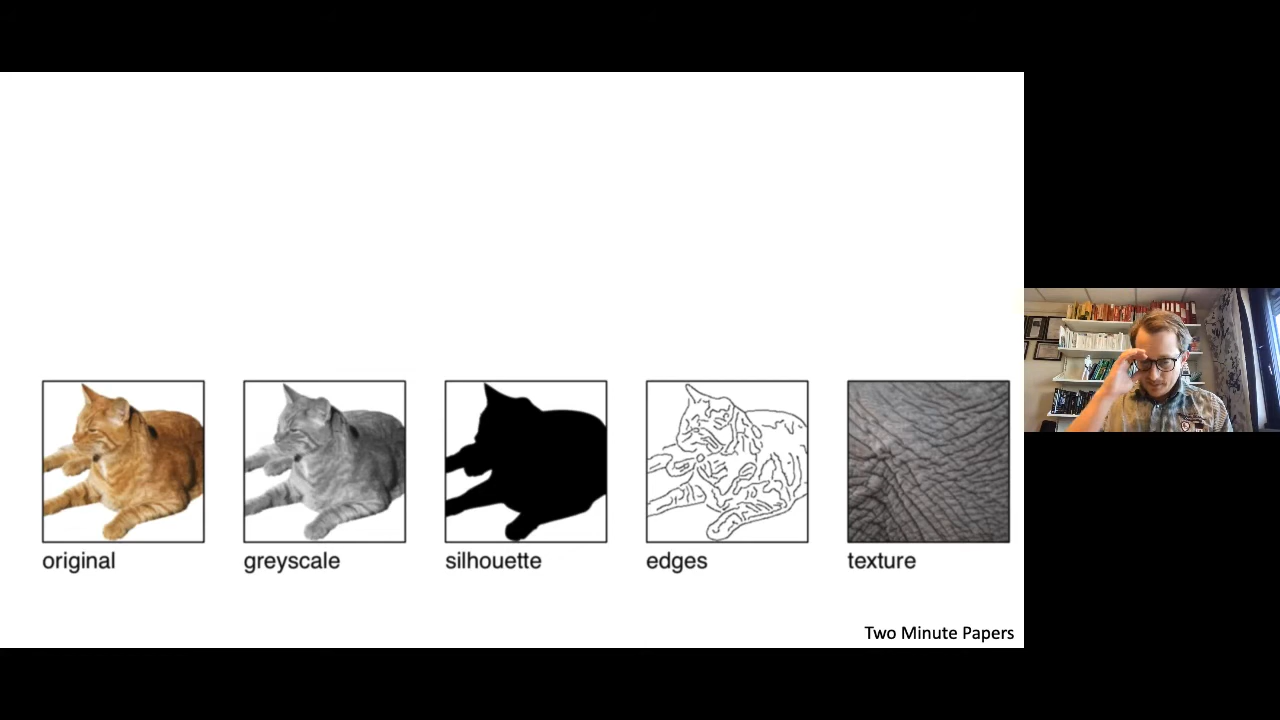 original
greyscale
silhouette
edges
texture
Two Minute Papers